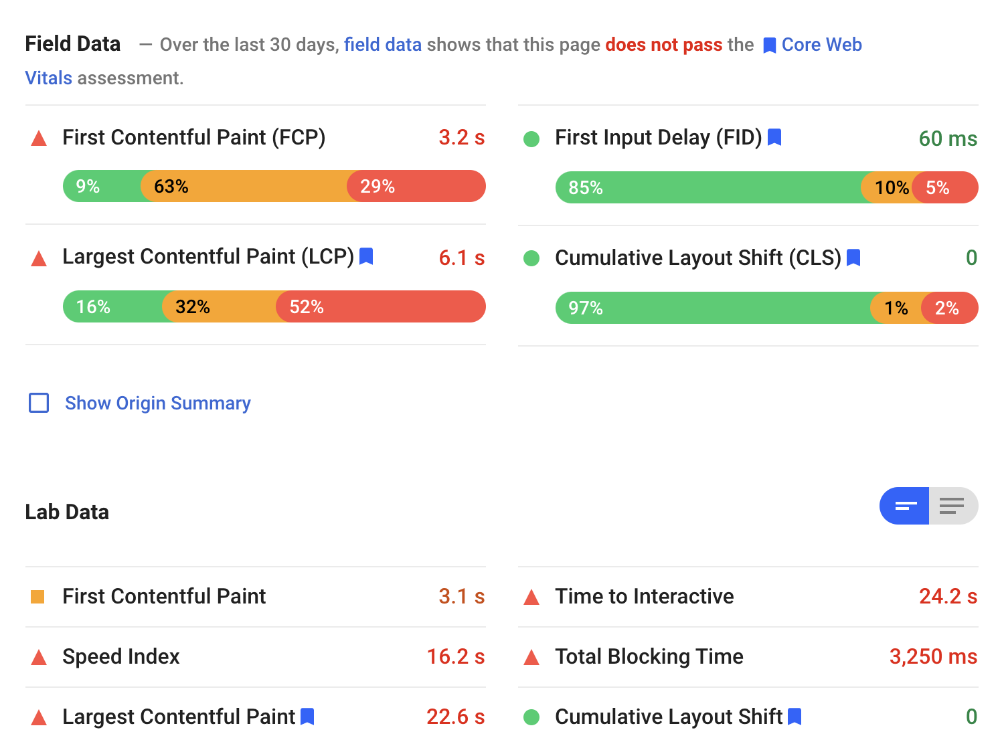 Field Data — Over the last 30 days, field data shows that this page does not pass the Core Web
Vitals assessment.
First Contentful Paint (FCP) 3.2 s
9% 63% 29%
First Input Delay (FID) 60 ms
85% 10% 5%
Largest Contentful Paint (LCP) 6.1 s
16% 32% 52%
Cumulative Layout Shift (CLS) 0
97% 1% 2%
Show Origin Summary
Lab Data
First Contentful Paint 3.1 s
Time to Interactive 24.2 s
Speed Index 16.2 s
Total Blocking Time 3,250 ms
Largest Contentful Paint 22.6 s
Cumulative Layout Shift 0